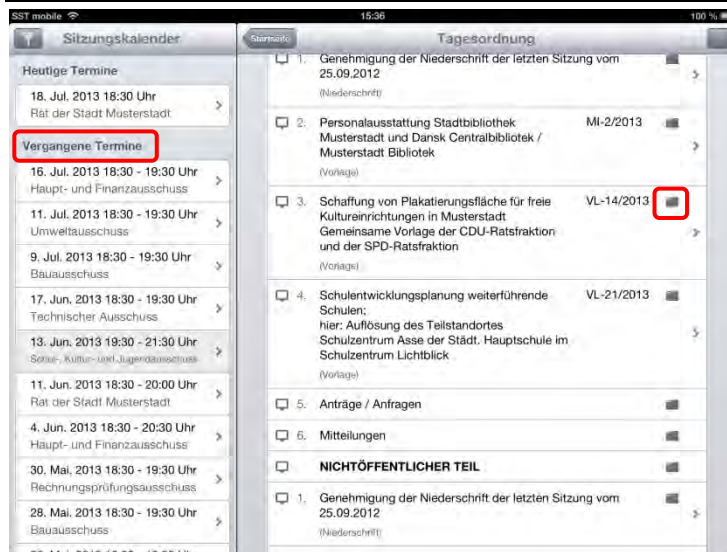 SST mobile 15:36 100 %
Sitzungskalender
Heutige Termine
18. Jul. 2013 18:30 Uhr
Rat der Stadt Musterstadt
Vergangene Termine
16. Jul. 2013 18:30 - 19:30 Uhr
Haupt- und Finanzausschuss
11. Jul. 2013 18:30 - 19:30 Uhr
Umweltausschuss
9. Jul. 2013 18:30 - 19:30 Uhr
Bauausschuss
17. Jun. 2013 18:30 - 19:30 Uhr
Technischer Ausschuss
13. Jun. 2013 19:30 - 21:30 Uhr
Schul-, Kultur- und Jugendausschuss
11. Jun. 2013 18:30 - 20:00 Uhr
Rat der Stadt Musterstadt
4. Jun. 2013 18:30 - 20:30 Uhr
Haupt- und Finanzausschuss
30. Mai. 2013 18:30 - 19:30 Uhr
Rechnungsprüfungsausschuss
28. Mai. 2013 18:30 - 19:30 Uhr
Bauausschuss
Startseite
Tagesordnung
1. Genehmigung der Niederschrift der letzten Sitzung vom
25.09.2012
(Niederschrift)
2. Personalausstattung Stadtbibliothek MI-2/2013
Musterstadt und Dansk Centralbibliotek /
Musterstadt Bibliotek
(Vorlage)
3. Schaffung von Plakatierungsfläche für freie VL-14/2013
Kultureinrichtungen in Musterstadt
Gemeinsame Vorlage der CDU-Ratsfraktion
und der SPD-Ratsfraktion
(Vorlage)
4. Schulentwicklungsplanung weiterführende VL-21/2013
Schulen;
hier: Auflösung des Teilstandortes
Schulzentrum Asse der Städt. Hauptschule im
Schulzentrum Lichtblick
(Vorlage)
5. Anträge / Anfragen
6. Mitteilungen
NICHTÖFFENTLICHER TEIL
1. Genehmigung der Niederschrift der letzten Sitzung vom
25.09.2012
(Niederschrift)